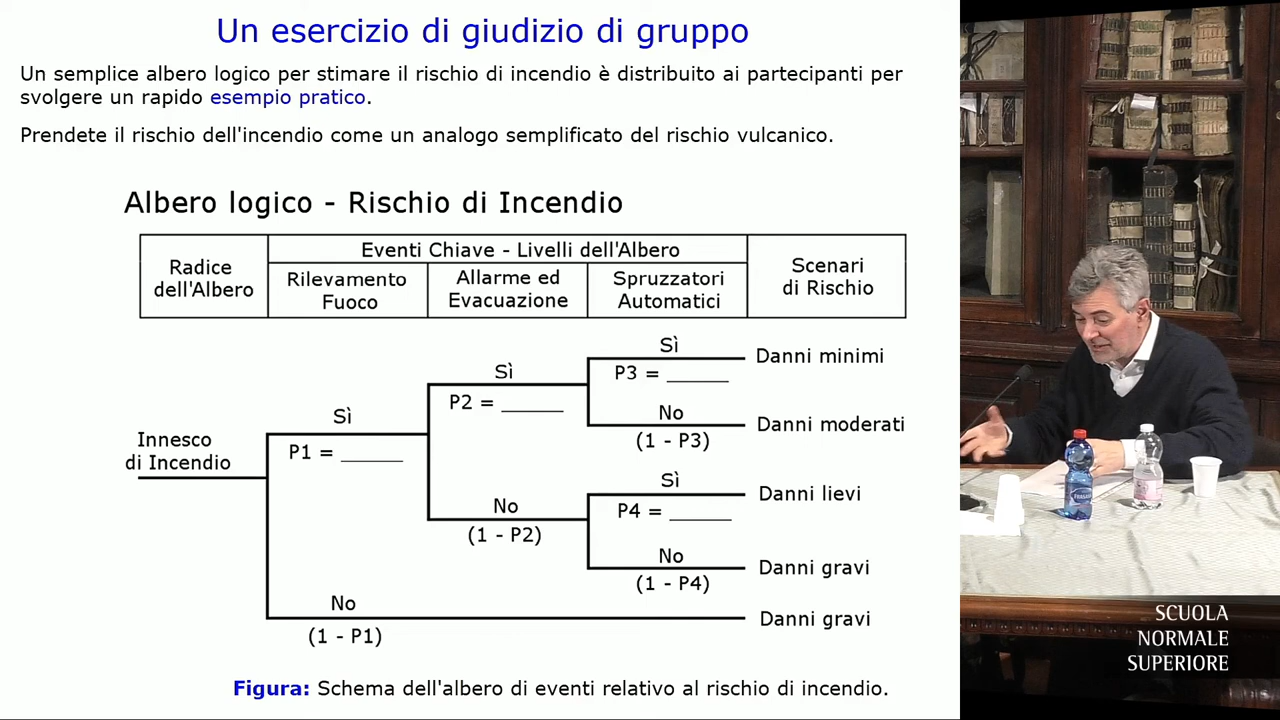 Un esercizio di giudizio di gruppo
Un semplice albero logico per stimare il rischio di incendio è distribuito ai partecipanti per
svolgere un rapido esempio pratico.
Prendete il rischio dell'incendio come un analogo semplificato del rischio vulcanico.
Albero logico - Rischio di Incendio
Radice
dell'Albero
Eventi Chiave - Livelli dell'Albero
Rilevamento
Fuoco
Allarme ed
Evacuazione
Spruzzatori
Automatici
Scenari
di Rischio
Innesco
di Incendio
Sì
P1 = ______
No
(1 - P1)
Sì
P2 = ______
No
(1 - P2)
Sì
P3 = ______
No
(1 - P3)
Sì
P4 = ______
No
(1 - P4)
Danni minimi
Danni moderati
Danni lievi
Danni gravi
Danni gravi
Figura: Schema dell'albero di eventi relativo al rischio di incendio.
SCUOLA
NORMALE
SUPERIORE